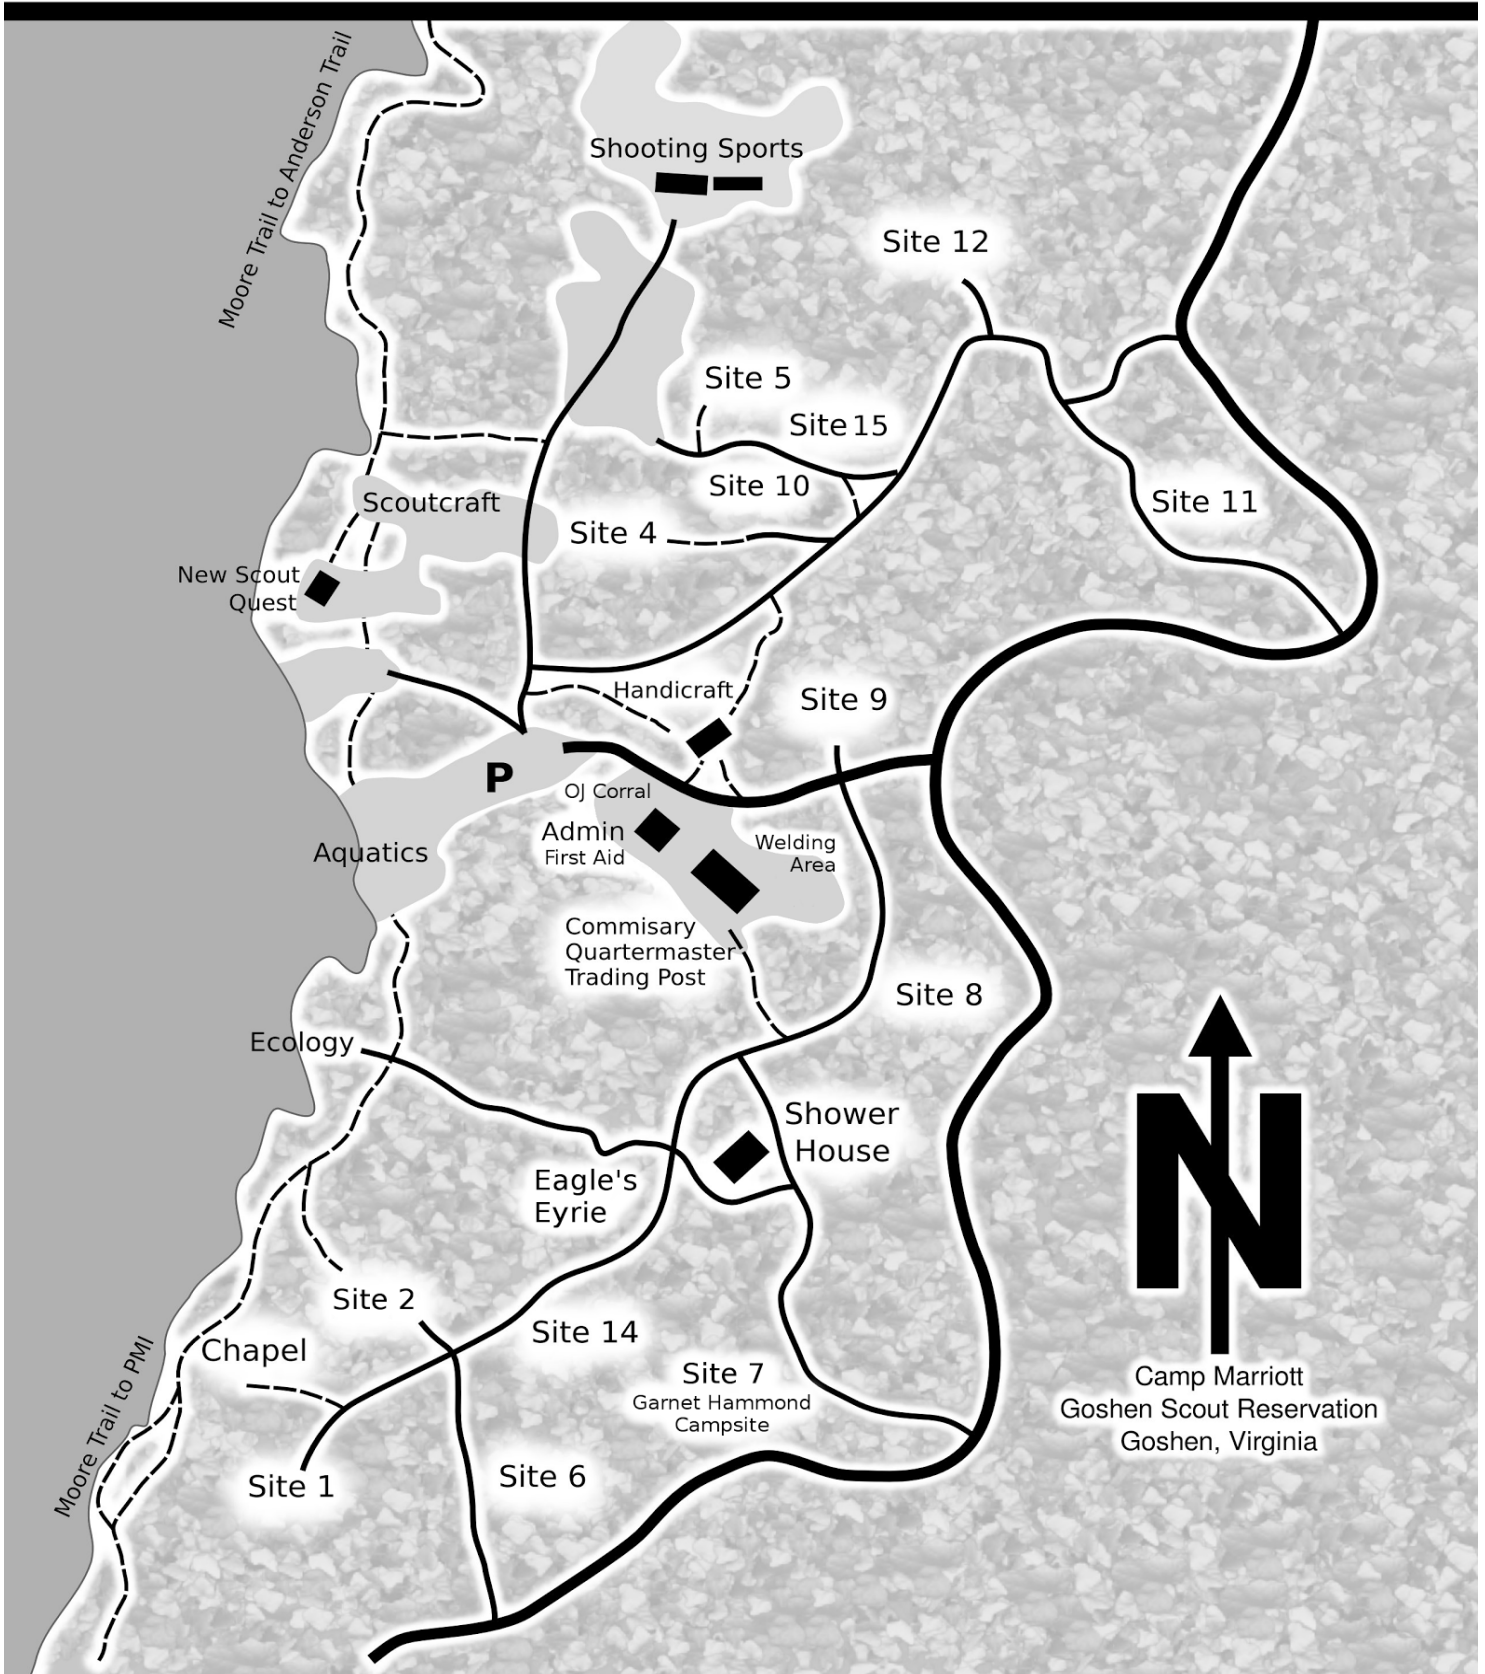 Moore Trail to Anderson Trail
Shooting Sports
Site 12
Site 5
Site 15
Site 10
Site 11
Scoutcraft
Site 4
New Scout
Quest
Handicraft
Site 9
P
OJ Corral
Admin
First Aid
Welding
Area
Aquatics
Commisary
Quartermaster
Trading Post
Site 8
Ecology
Shower
House
Eagle's
Eyrie
Site 2
Site 14
Chapel
Site 7
Garnet Hammond
Campsite
Moore Trail to PMI
Site 1
Site 6
N
Camp Marriott
Goshen Scout Reservation
Goshen, Virginia